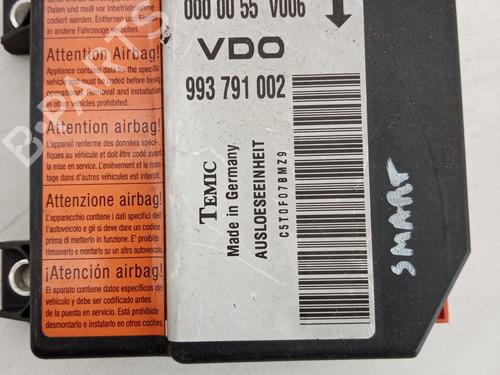 Daten und muß vor Inbetriebnahme
codiert werden. Entfernen und Einbau
in andere Fahrzeuge verboten.
Attention Airbag!
Appliance contains data for the specific
vehicle and must be coded before being
operational. Removal and installation
in other vehicles prohibited.
Attention airbag!
L'appareil renferme des données spéci-
fiques au véhicule et doit être codé avant
la mise en service. L'enlèvement et le mon-
tage dans d'autres véhicules est interdit.
Attenzione airbag!
L'apparecchio contiene i dati specifici del
l'autoveicolo e gli si deve dare un codice
prima di metterlo in funzione. E' proibito
rimuoverlo e montarlo su un altro autoveicolo.
¡Atención airbag!
El aparato contiene datos específicos del
vehículo y debe ser codificado antes
de la puesta en servicio. Está prohibido
desmontarlo e instalarlo en otros coches.
000 00 55 V006
VDO
993 791 002
TEMIC
Made in Germany
AUSLOESEEINHEIT
C5T0F07BMZ9
SMART
B-PARTS